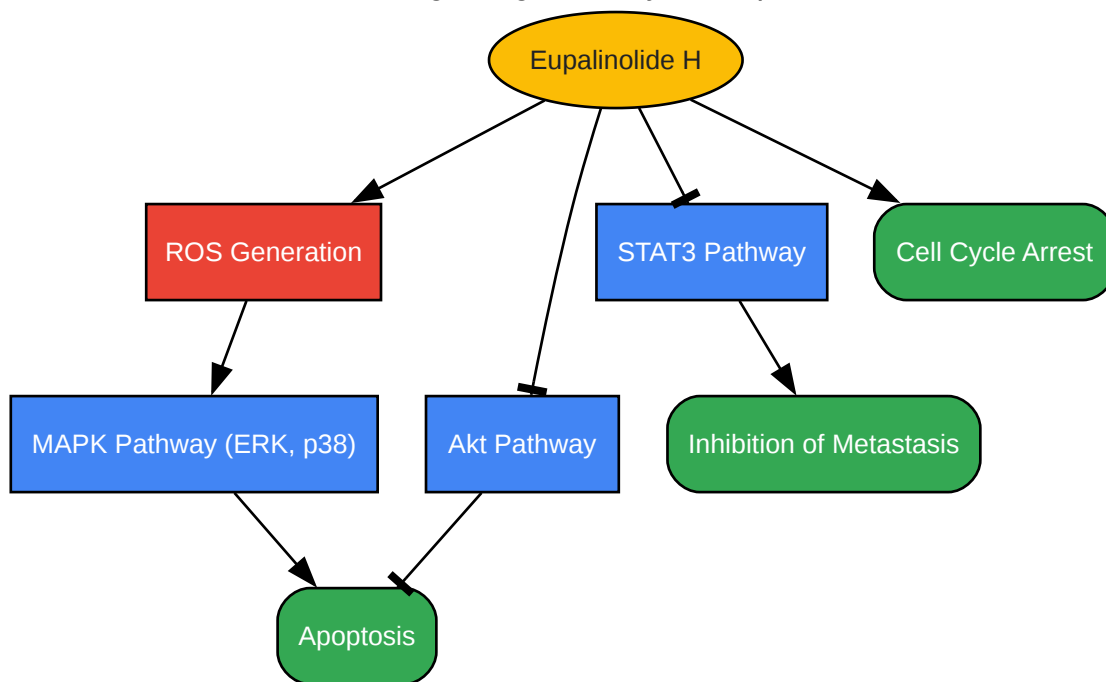 Eupalinolide H
ROS Generation
STAT3 Pathway
Cell Cycle Arrest
MAPK Pathway (ERK, p38)
Akt Pathway
Inhibition of Metastasis
Apoptosis